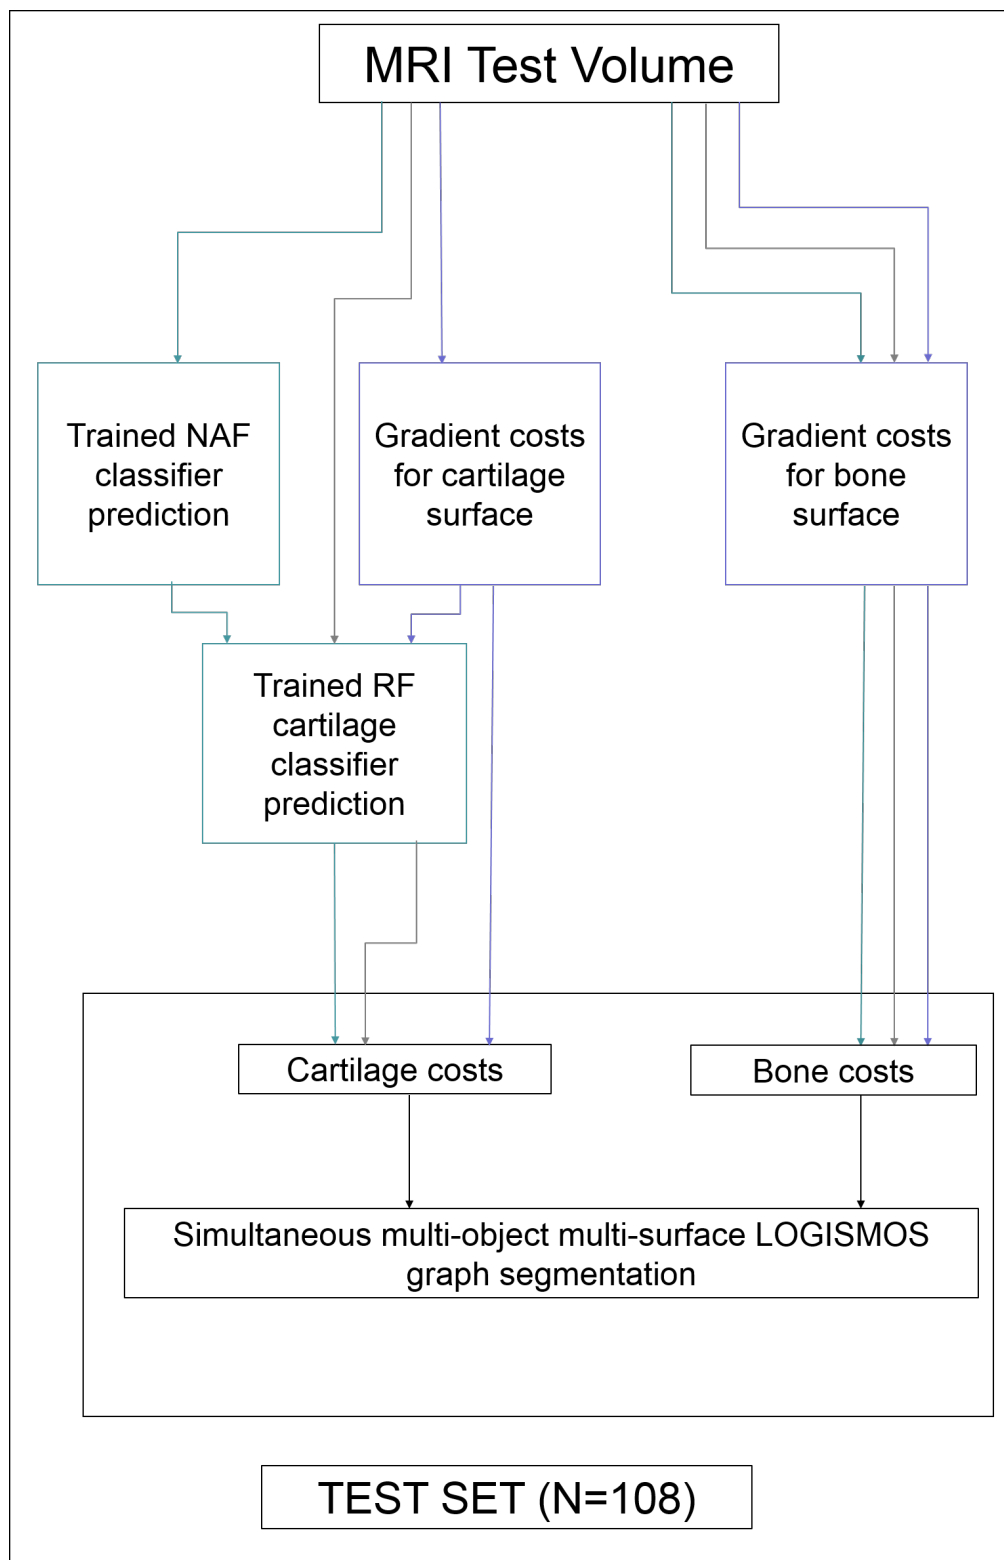 MRI Test Volume
Trained NAF
classifier
prediction
Gradient costs
for cartilage
surface
Gradient costs
for bone
surface
Trained RF
cartilage
classifier
prediction
Cartilage costs
Bone costs
Simultaneous multi-object multi-surface LOGISMOS
graph segmentation
TEST SET (N=108)